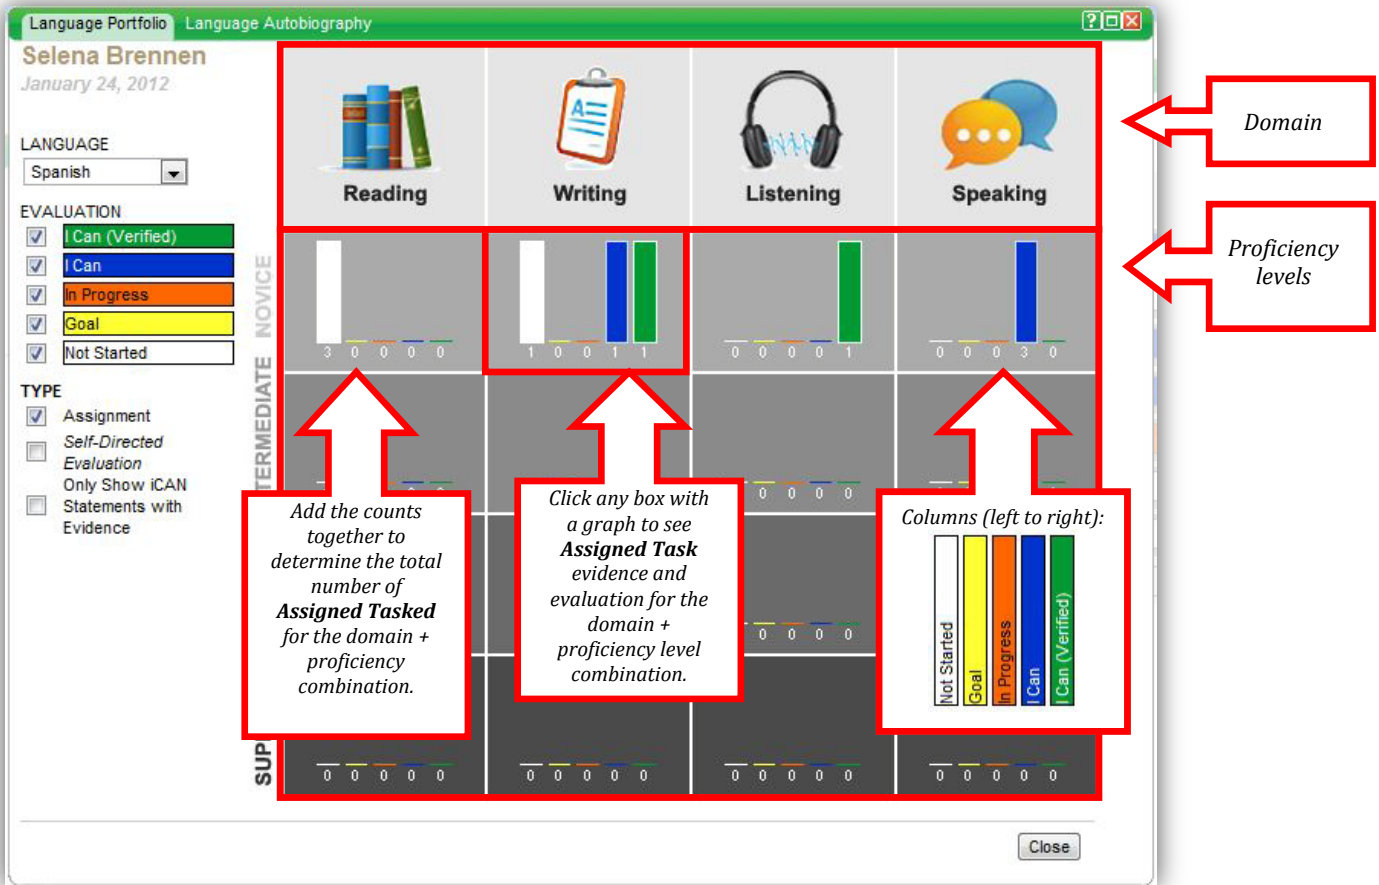 Language Portfolio Language Autobiography
Selena Brennen
January 24, 2012
LANGUAGE
Spanish
EVALUATION
I Can (Verified)
I Can
In Progress
Goal
Not Started
TYPE
Assignment
Self-Directed
Evaluation
Only Show iCAN
Statements with
Evidence
Reading Writing Listening Speaking
Domain
Proficiency
levels
NOVICE
3 0 0 0 0
1 0 0 1 1
0 0 0 0 1
0 0 0 3 0
TERMEDIATE
0 0 0 0
Add the counts
together to
determine the total
number of
Assigned Tasked
for the domain +
proficiency
combination.
Click any box with
a graph to see
Assigned Task
evidence and
evaluation for the
domain +
proficiency level
combination.
Columns (left to right):
Not Started
Goal
In Progress
I Can
I Can (Verified)
0 0 0 0 0
SUP
0 0 0 0 0
0 0 0 0 0
0 0 0 0 0
0 0 0 0 0
Close